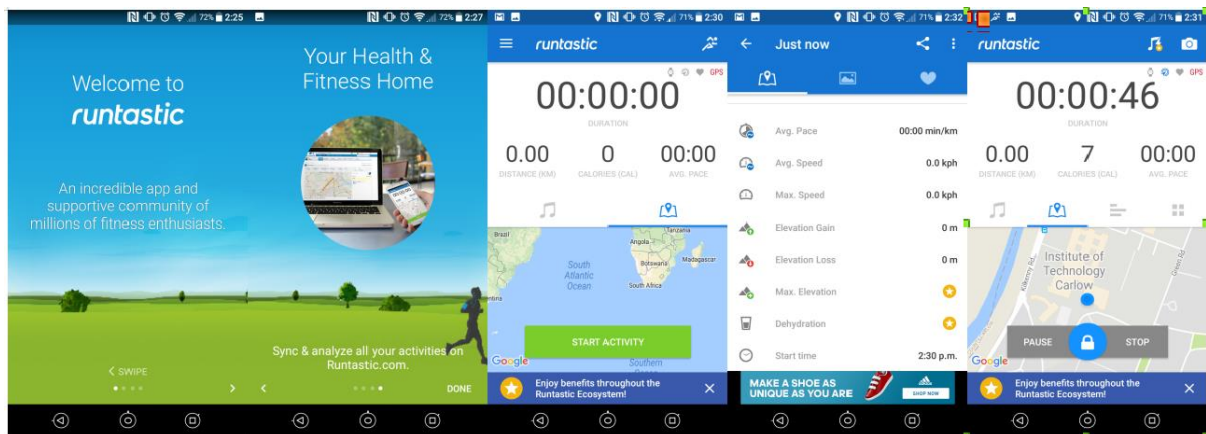 72% 2:25
Welcome to
runtastic
An incredible app and
supportive community of
millions of fitness enthusiasts.
< SWIPE
72% 2:27
Your Health &
Fitness Home
Sync & analyze all your activities on
Runtastic.com.
DONE
71% 2:30
runtastic
GPS
00:00:00
DURATION
0.00 0 00:00
DISTANCE (KM) CALORIES (CAL) AVG. PACE
Brazil
Angola
Tanzania
South
Atlantic
Ocean
Botswana
Madagascar
South Africa
START ACTIVITY
Google
Southern
Enjoy benefits throughout the
Runtastic Ecosystem!
71% 2:32
Just now
Avg. Pace 00:00 min/km
Avg. Speed 0.0 kph
Max. Speed 0.0 kph
Elevation Gain 0 m
Elevation Loss 0 m
Max. Elevation
Dehydration
Start time 2:30 p.m.
MAKE A SHOE AS
UNIQUE AS YOU ARE
adidas
SHOP NOW
71% 2:31
runtastic
GPS
00:00:46
DURATION
0.00 7 00:00
DISTANCE (KM) CALORIES (CAL) AVG. PACE
Institute of
Technology
Carlow
Kilkenny Rd
Green Rd
PAUSE STOP
Google
Enjoy benefits throughout the
Runtastic Ecosystem!